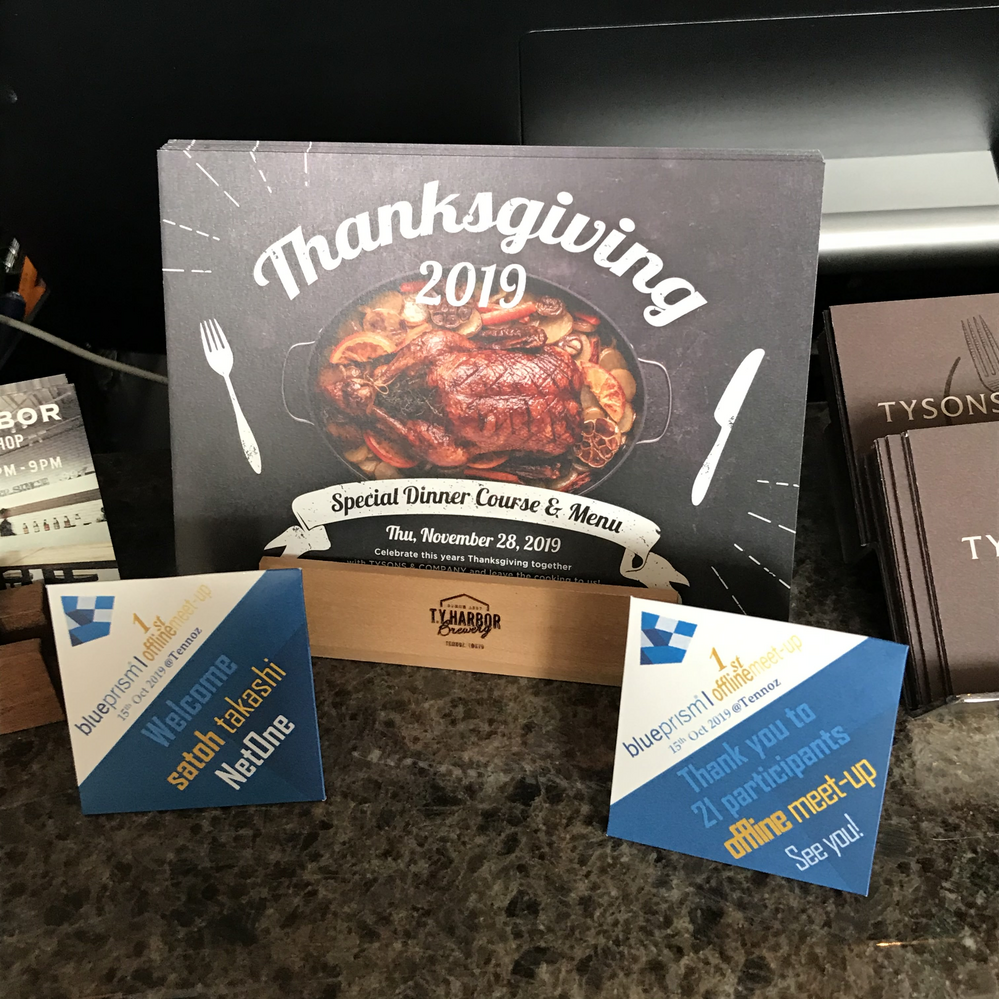 Thanksgiving
2019
Special Dinner Course & Menu
Thu, November 28, 2019
Celebrate this years Thanksgiving together
with TYSONS & COMPANY and leave the cooking to us!
T.Y.HARBOR
Brewery
BOR
HOP
PM - 9PM
TYSONS
TY
1st
offline meet-up
blueprism |
15th Oct 2019 @Tennoz
Welcome
satoh takashi
NetOne
1st
offline meet-up
blueprism |
15th Oct 2019 @Tennoz
Thank you to
21 participants
offline meet-up
See you!